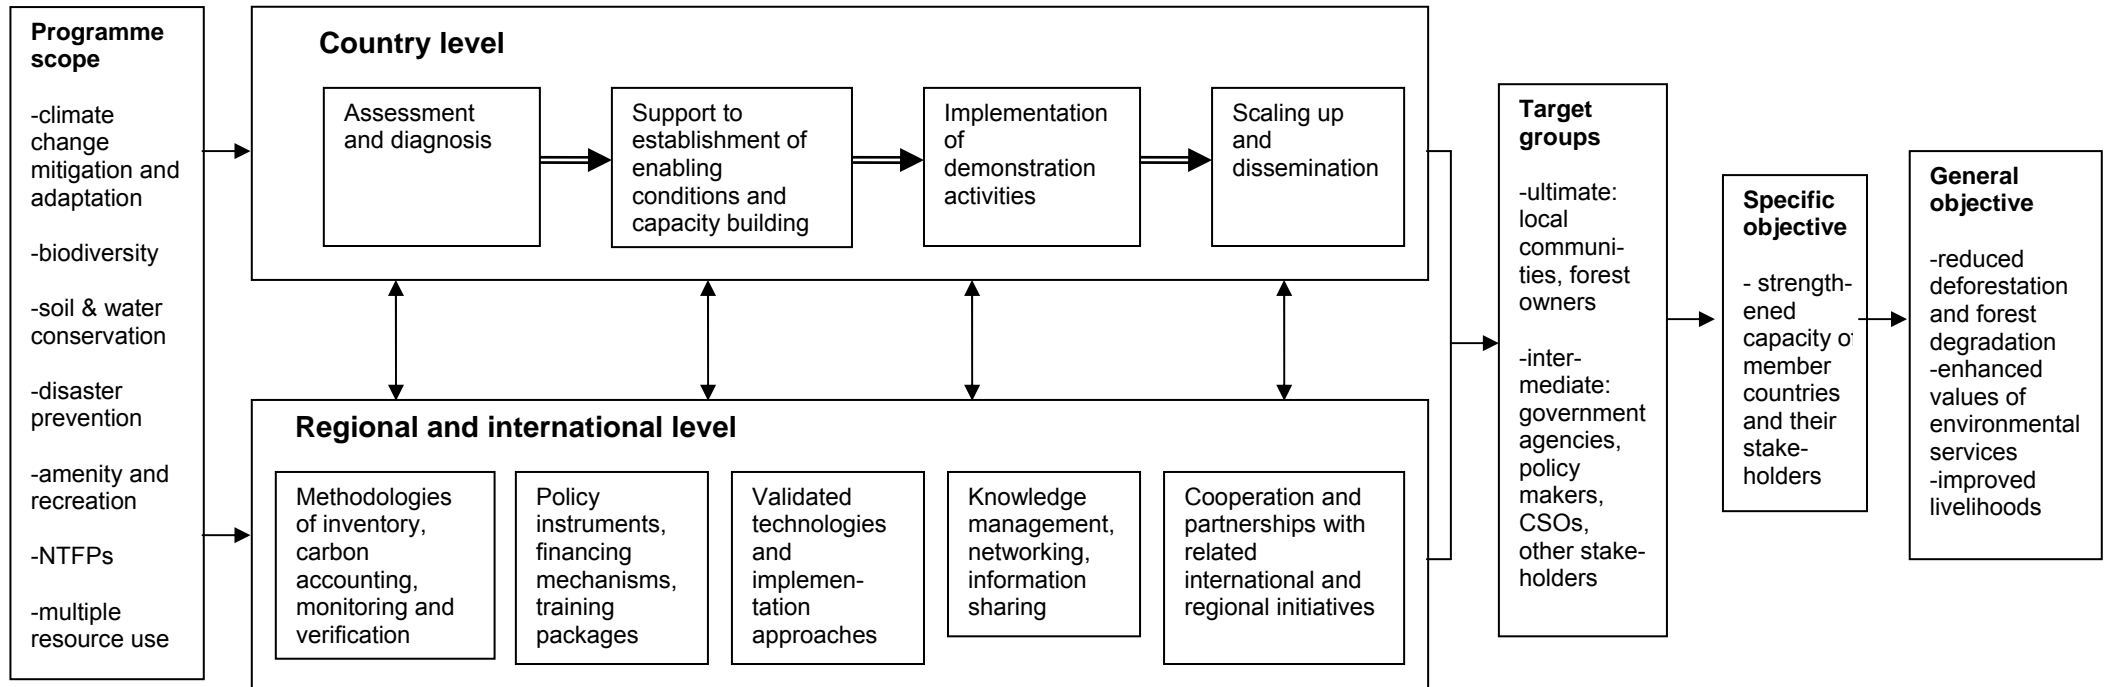 Programme
scope
-climate
change
mitigation and
adaptation
-biodiversity
-soil & water
conservation
-disaster
prevention
-amenity and
recreation
-NTFPs
-multiple
resource use
Country level
Assessment
and diagnosis
Support to
establishment of
enabling
conditions and
capacity building
Implementation
of
demonstration
activities
Scaling up
and
dissemination
Regional and international level
Methodologies
of inventory,
carbon
accounting,
monitoring and
verification
Policy
instruments,
financing
mechanisms,
training
packages
Validated
technologies
and
implemen-
tation
approaches
Knowledge
management,
networking,
information
sharing
Cooperation and
partnerships with
related
international and
regional initiatives
Target
groups
-ultimate:
local
communi-
ties, forest
owners
-inter-
mediate:
government
agencies,
policy
makers,
CSOs,
other stake-
holders
Specific
objective
- strength-
ened
capacity of
member
countries
and their
stake-
holders
General
objective
-reduced
deforestation
and forest
degradation
-enhanced
values of
environmental
services
-improved
livelihoods